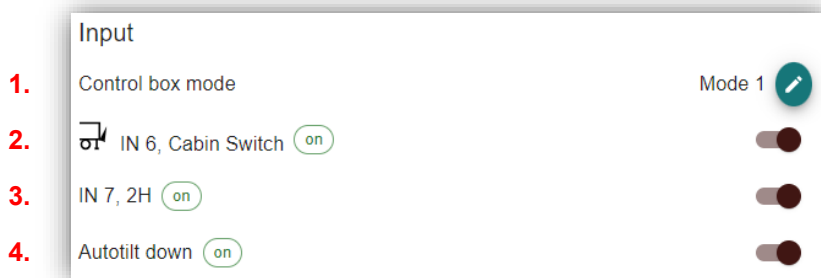 Input
1. Control box mode Mode 1
2. IN 6, Cabin Switch on
3. IN 7, 2H on
4. Autotilt down on